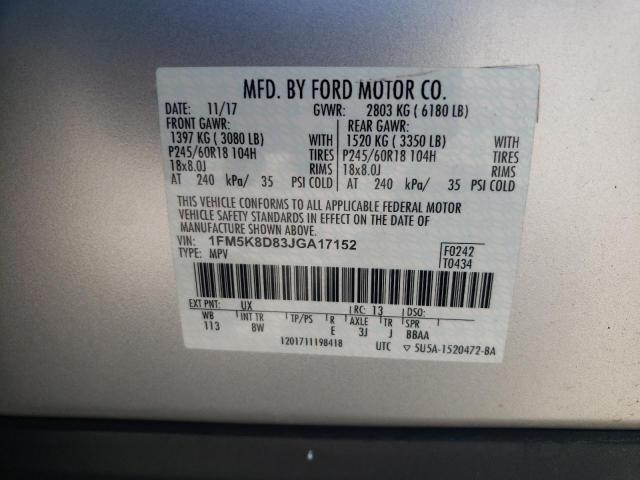 MFD. BY FORD MOTOR CO.
DATE: 11/17 GVWR: 2803 KG ( 6180 LB)
FRONT GAWR: REAR GAWR:
1397 KG ( 3080 LB) WITH 1520 KG ( 3350 LB) WITH
P245/60R18 104H TIRES P245/60R18 104H TIRES
18x8.0J RIMS 18x8.0J RIMS
AT 240 kPa/ 35 PSI COLD AT 240 kPa/ 35 PSI COLD
THIS VEHICLE CONFORMS TO ALL APPLICABLE FEDERAL MOTOR
VEHICLE SAFETY STANDARDS IN EFFECT ON THE DATE OF
MANUFACTURE SHOWN ABOVE.
VIN: 1FM5K8D83JGA17152 F0242
TYPE: MPV T0434
EXT PNT: UX RC: 13 DSO:
WB INT TR TP/PS R AXLE TR SPR
113 8W E 3J J BBAA
1201711198418 UTC 5U5A-1520472-BA